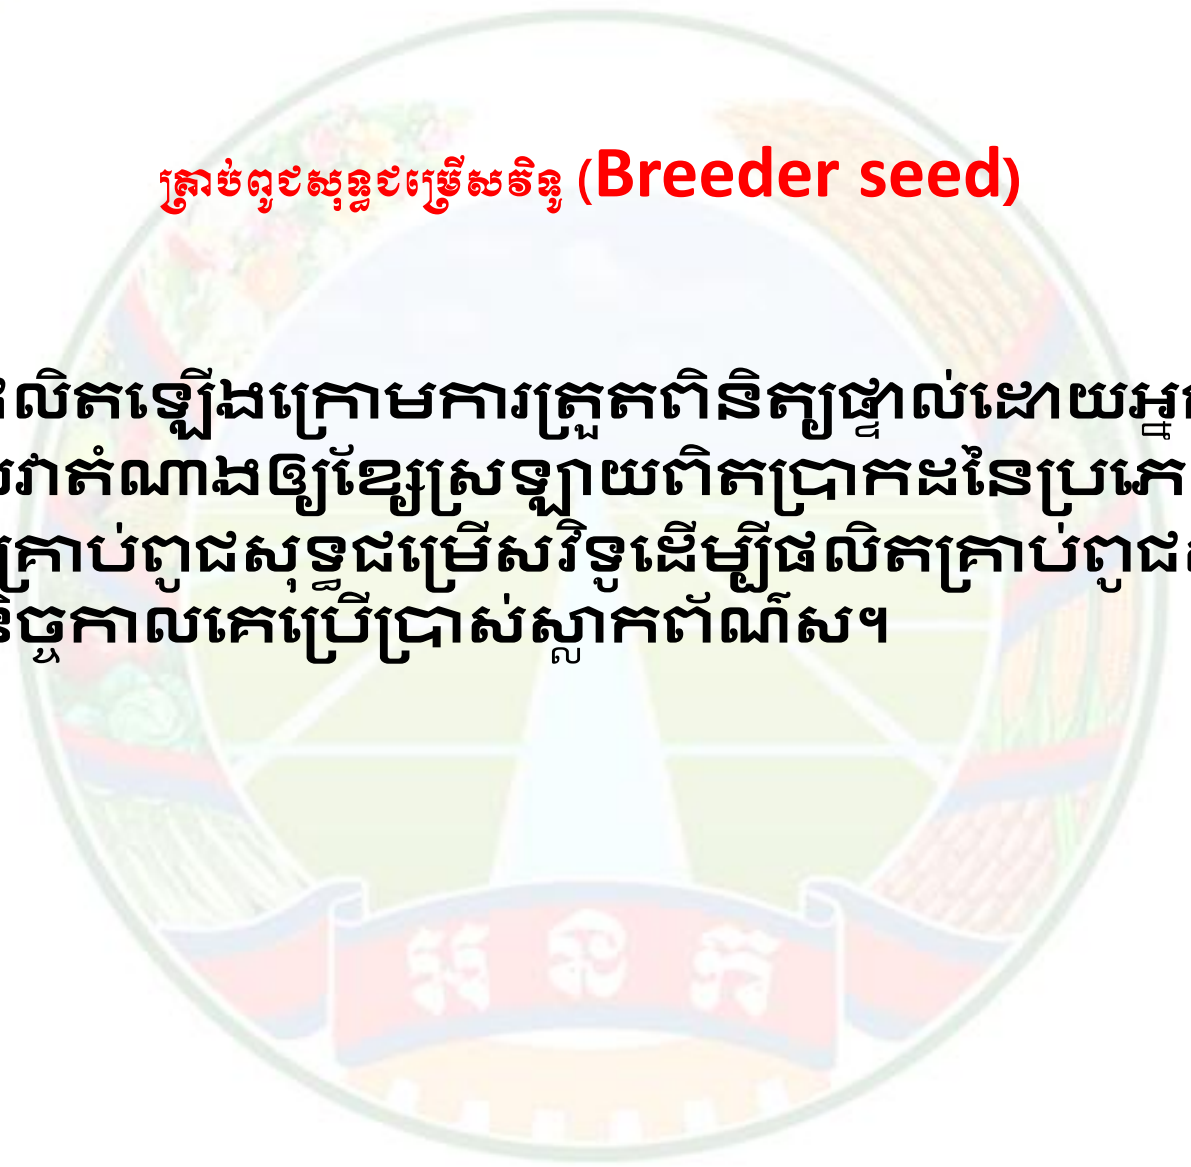 គ្រាប់ពូជសុទ្ធជម្រើសវិទូ (Breeder seed)
លិតឡើងក្រោមការត្រួតពិនិត្យផ្ទាល់ដោយអ្ន
វាតំណាងឲ្យខ្សែស្រឡាយពិតប្រាកដនៃប្រភេ
គ្រាប់ពូជសុទ្ធជម្រើសវិទូដើម្បីផលិតគ្រាប់ពូជ
និច្ចកាលគេប្រើប្រាស់ស្លាកព័ណ៌ស។
អ ន ក